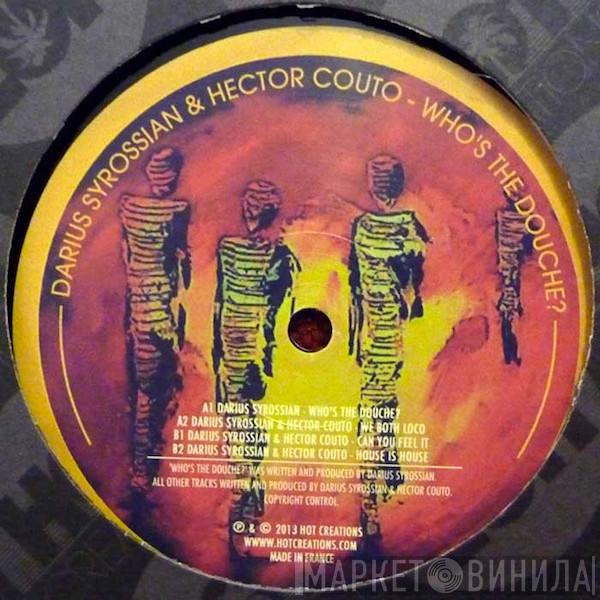 DARIUS SYROSSIAN & HECTOR COUTO - WHO'S THE DOUCHE?
A1 DARIUS SYROSSIAN - WHO'S THE DOUCHE?
A2 DARIUS SYROSSIAN & HECTOR COUTO - WE BOTH LOCO
B1 DARIUS SYROSSIAN & HECTOR COUTO - CAN YOU FEEL IT
B2 DARIUS SYROSSIAN & HECTOR COUTO - HOUSE IS HOUSE
'WHO'S THE DOUCHE?' WAS WRITTEN AND PRODUCED BY DARIUS SYROSSIAN.
ALL OTHER TRACKS WRITTEN AND PRODUCED BY DARIUS SYROSSIAN & HECTOR COUTO.
COPYRIGHT CONTROL.
℗ & © 2013 HOT CREATIONS
WWW.HOTCREATIONS.COM
MADE IN FRANCE
МАРКЕТ ВИНИЛА